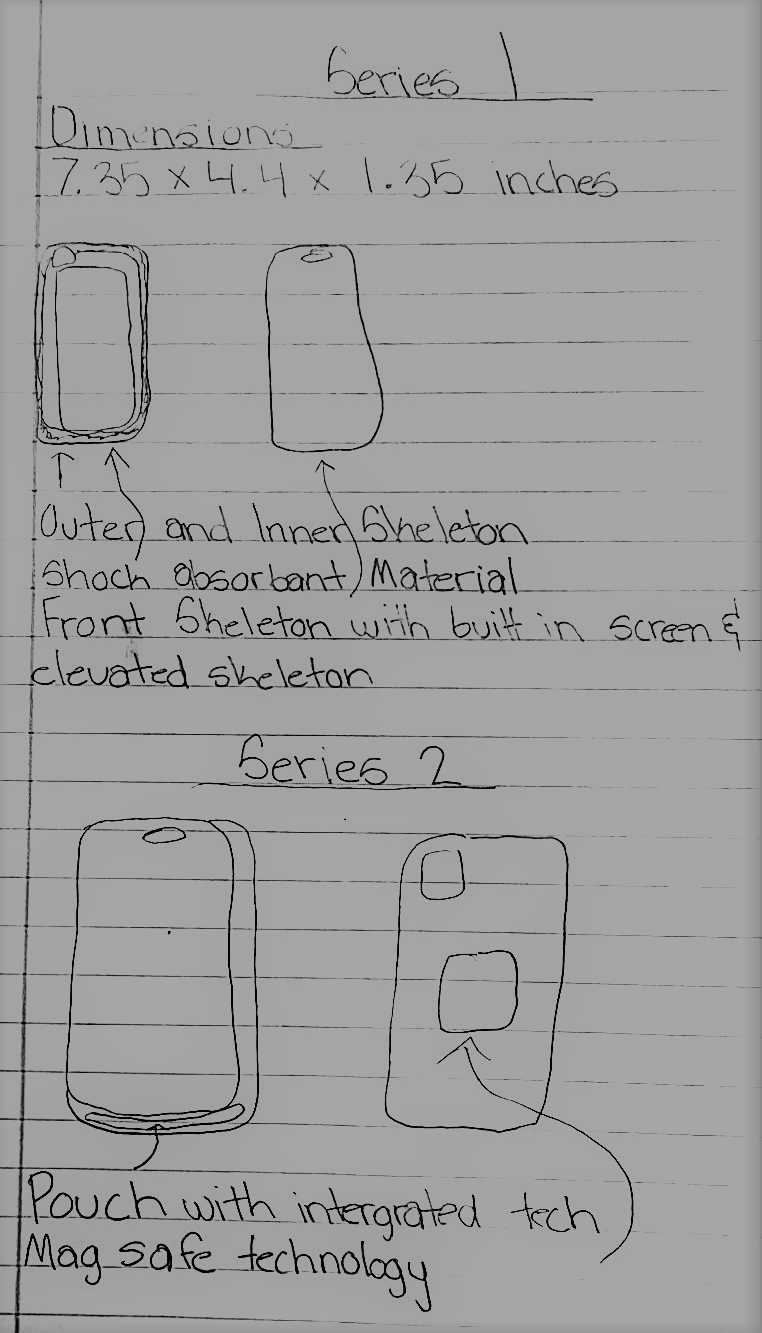 Series 1
Dimensions
7.35 x 4.4 x 1.35 inches
Outer and Inner Skeleton
Shock absorbant Material
Front Skeleton with built in screen &
elevated skeleton
Series 2
Pouch with intergrated tech
Mag safe technology